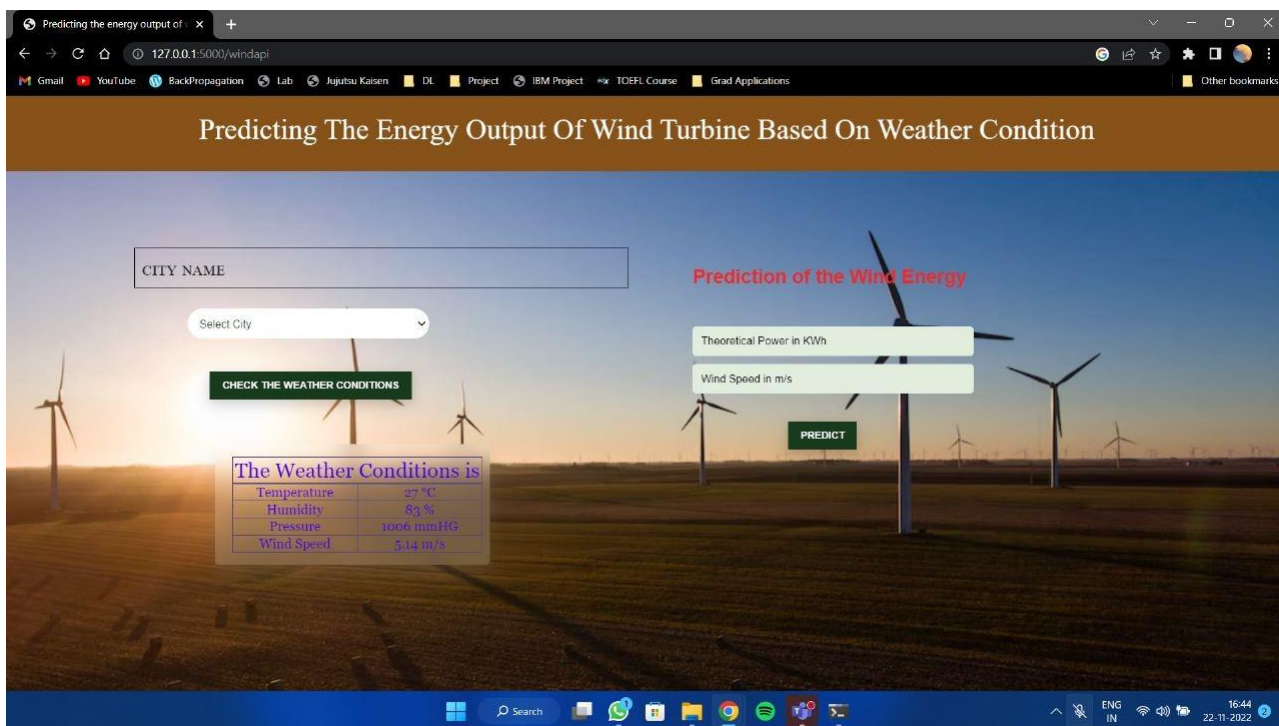 Predicting the energy output of
127.0.0.1:5000/windapi
Gmail YouTube BackPropagation Lab Jujutsu Kaisen DL Project IBM Project TOEFL Course Grad Applications Other bookmarks
Predicting The Energy Output Of Wind Turbine Based On Weather Condition
CITY NAME
Select City
CHECK THE WEATHER CONDITIONS
The Weather Conditions is
Temperature 27 °C
Humidity 83 %
Pressure 1006 mmHG
Wind Speed 5.14 m/s
Prediction of the Wind Energy
Theoretical Power in KWh
Wind Speed in m/s
PREDICT
Search
ENG
IN
16:44
22-11-2022
2